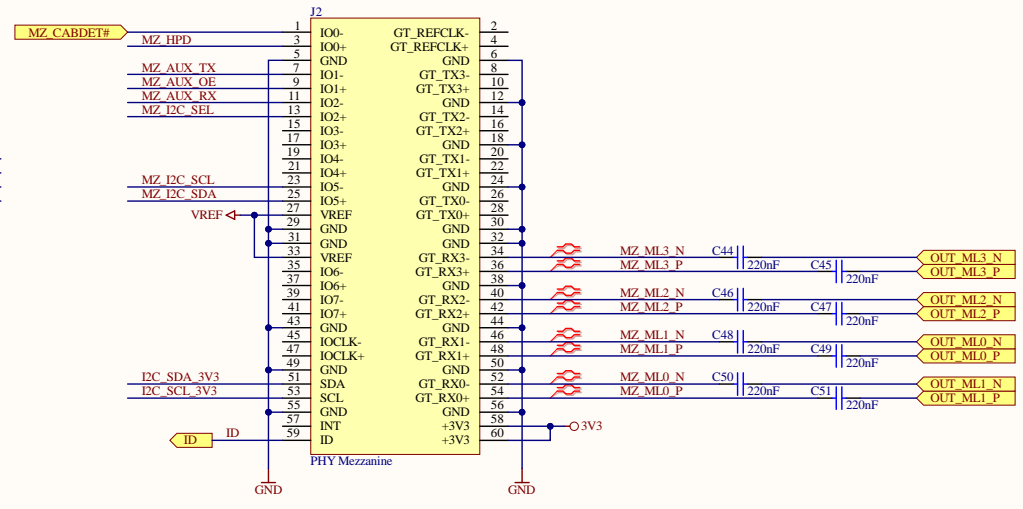 J2
MZ_CABDET# 1 IO0- GT_REFCLK- 2
MZ_HPD 3 IO0+ GT_REFCLK+ 4
5 GND GND 6
MZ_AUX_TX 7 IO1- GT_TX3- 8
MZ_AUX_OE 9 IO1+ GT_TX3+ 10
MZ_AUX_RX 11 IO2- GND 12
MZ_I2C_SEL 13 IO2+ GT_TX2- 14
15 IO3- GT_TX2+ 16
17 IO3+ GND 18
19 IO4- GT_TX1- 20
21 IO4+ GT_TX1+ 22
MZ_I2C_SCL 23 IO5- GND 24
MZ_I2C_SDA 25 IO5+ GT_TX0- 26
VREF 27 VREF GT_TX0+ 28
29 GND GND 30
31 GND GND 32
33 VREF GT_RX3- 34 MZ_ML3_N C44 220nF OUT_ML3_N
35 IO6- GT_RX3+ 36 MZ_ML3_P C45 220nF OUT_ML3_P
37 IO6+ GND 38
39 IO7- GT_RX2- 40 MZ_ML2_N C46 220nF OUT_ML2_N
41 IO7+ GT_RX2+ 42 MZ_ML2_P C47 220nF OUT_ML2_P
43 GND GND 44
45 IOCLK- GT_RX1- 46 MZ_ML1_N C48 220nF OUT_ML0_N
47 IOCLK+ GT_RX1+ 48 MZ_ML1_P C49 220nF OUT_ML0_P
49 GND GND 50
I2C_SDA_3V3 51 SDA GT_RX0- 52 MZ_ML0_N C50 220nF OUT_ML1_N
I2C_SCL_3V3 53 SCL GT_RX0+ 54 MZ_ML0_P C51 220nF OUT_ML1_P
55 GND GND 56
57 INT +3V3 58 3V3
ID ID 59 ID +3V3 60
PHY Mezzanine
GND GND